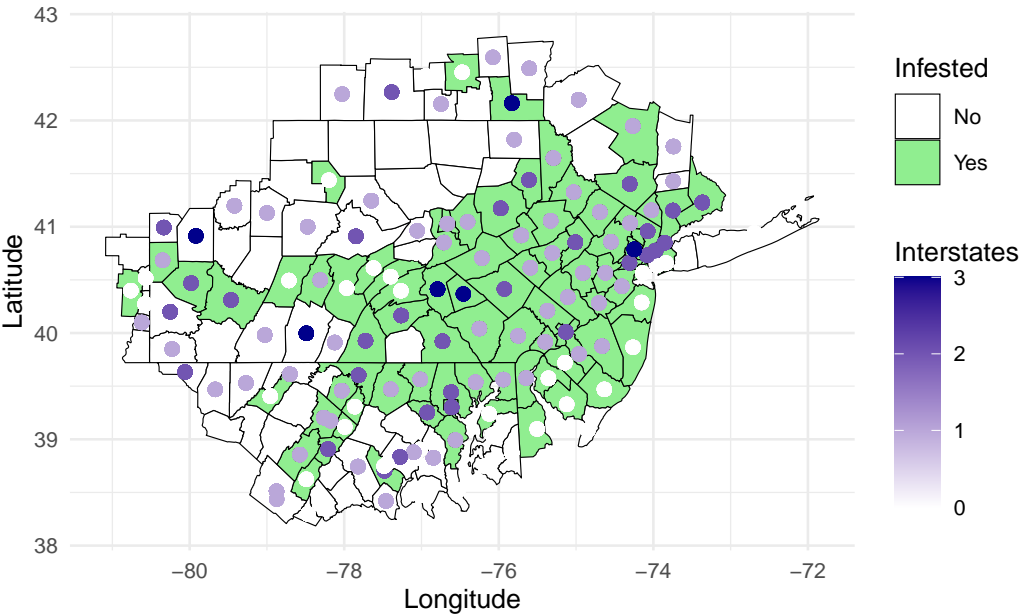 43
42
41
40
39
38
Latitude
−80
−78
−76
−74
−72
Longitude
Infested
No
Yes
Interstates
3
2
1
0